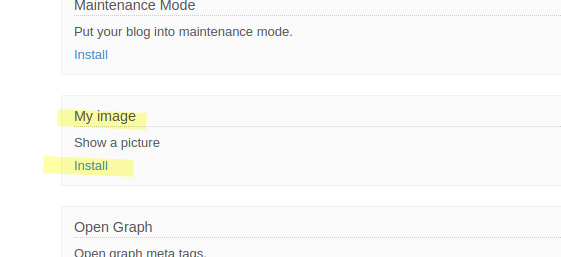 Maintenance Mode
Put your blog into maintenance mode.
Install
My image
Show a picture
Install
Open Graph
Open graph meta tags.